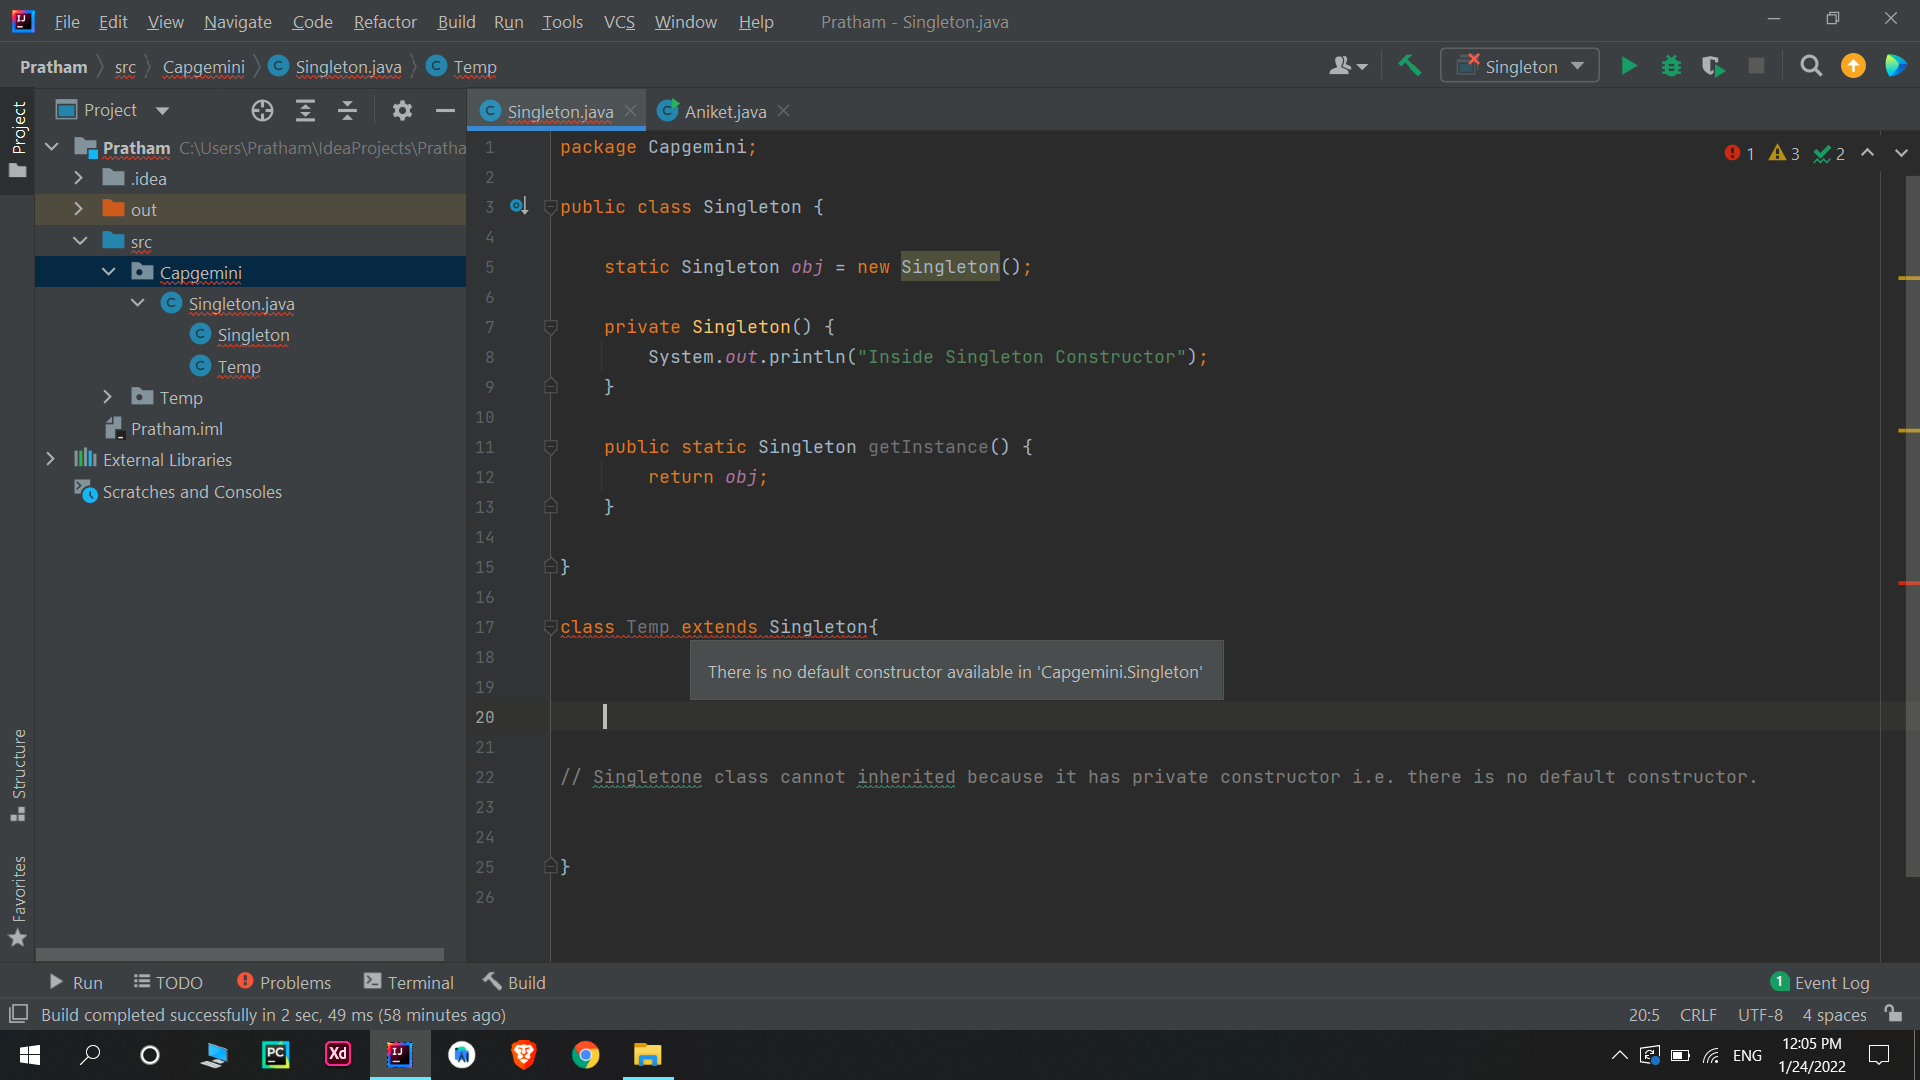 File Edit View Navigate Code Refactor Build Run Tools VCS Window Help Pratham - Singleton.java
Pratham src Capgemini Singleton.java Temp Singleton
Project
Singleton.java Aniket.java
Project
Structure
Favorites
Pratham C:\Users\Pratham\IdeaProjects\Pratha
.idea
out
src
Capgemini
Singleton.java
Singleton
Temp
Temp
Pratham.iml
External Libraries
Scratches and Consoles
1 3 2
1 package Capgemini;
2
3 public class Singleton {
4
5 static Singleton obj = new Singleton();
6
7 private Singleton() {
8 System.out.println("Inside Singleton Constructor");
9 }
10
11 public static Singleton getInstance() {
12 return obj;
13 }
14
15 }
16
17 class Temp extends Singleton{
18
There is no default constructor available in 'Capgemini.Singleton'
19
20
21
22 // Singletone class cannot inherited because it has private constructor i.e. there is no default constructor.
23
24
25 }
26
Run TODO Problems Terminal Build 1 Event Log
Build completed successfully in 2 sec, 49 ms (58 minutes ago) 20:5 CRLF UTF-8 4 spaces
PC Xd IJ ENG 12:05 PM
1/24/2022